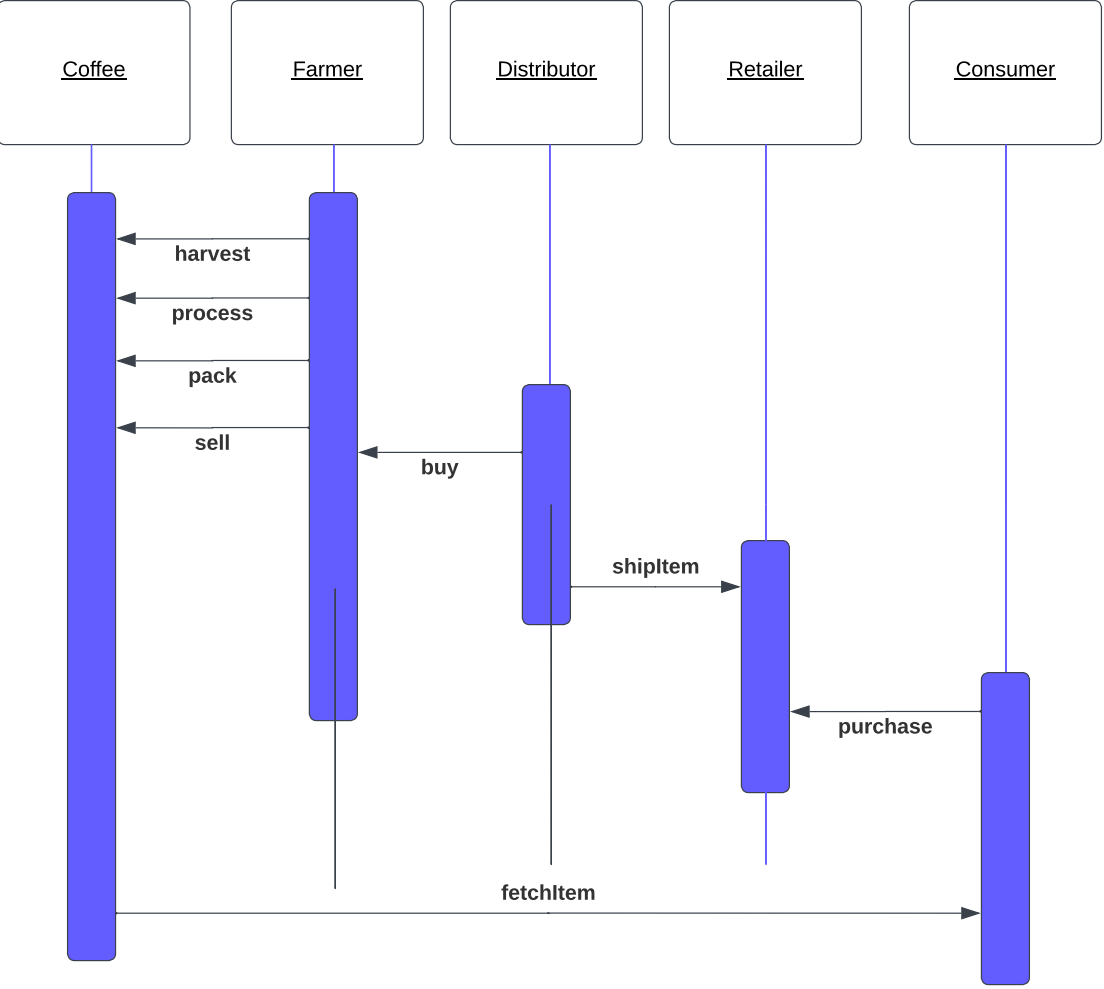 Coffee
Farmer
Distributor
Retailer
Consumer
harvest
process
pack
sell
buy
shipItem
purchase
fetchItem